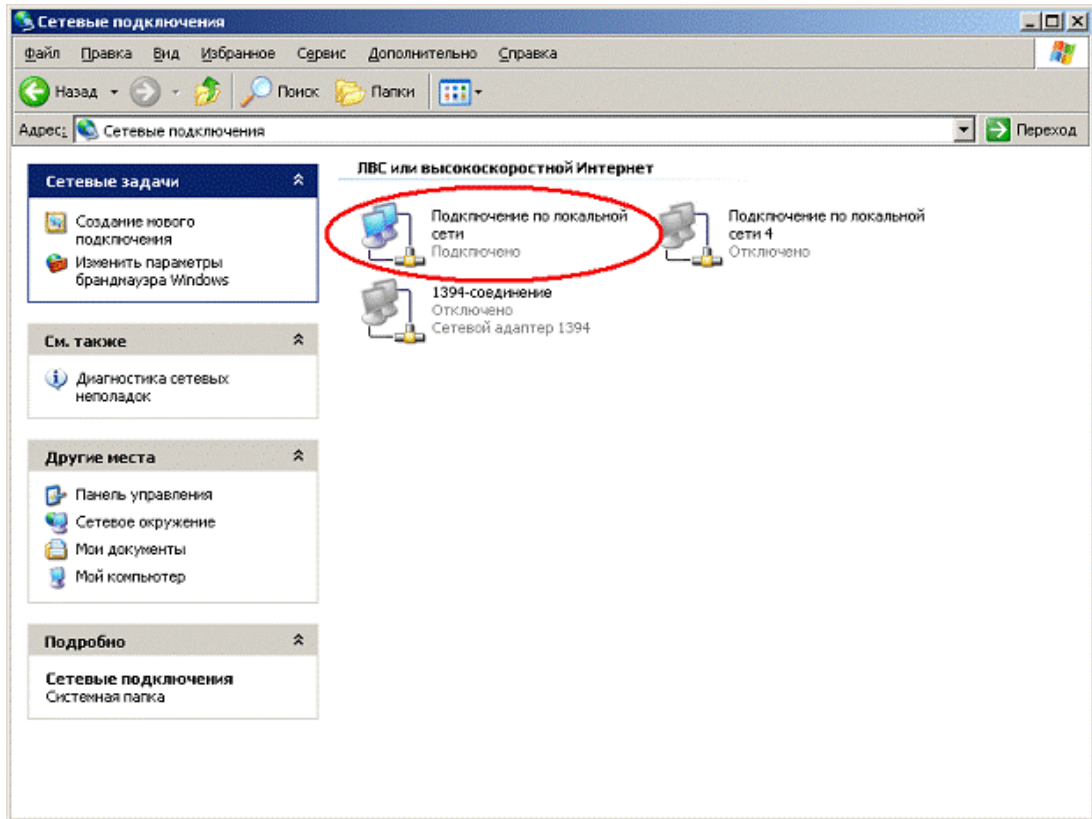 Сетевые подключения
Файл Правка Вид Избранное Сервис Дополнительно Справка
Назад Поиск Папки
Адрес: Сетевые подключения Переход
Сетевые задачи
Создание нового
подключения
Изменить параметры
брандмауэра Windows
См. также
Диагностика сетевых
неполадок
Другие места
Панель управления
Сетевое окружение
Мои документы
Мой компьютер
Подробно
Сетевые подключения
Системная папка
ЛВС или высокоскоростной Интернет
Подключение по локальной
сети
Подключено
Подключение по локальной
сети 4
Отключено
1394-соединение
Отключено
Сетевой адаптер 1394